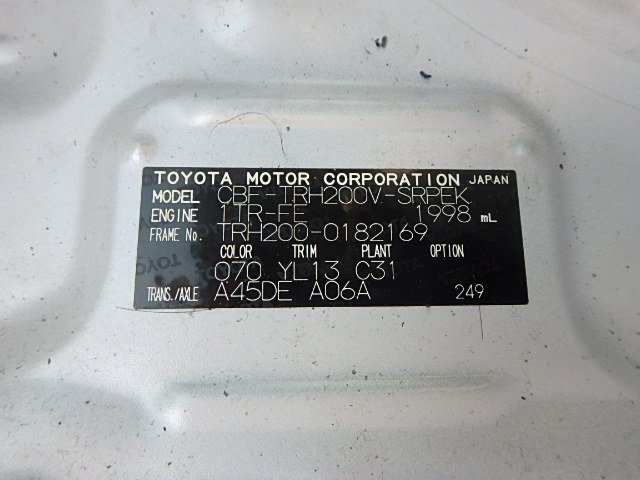 TOYOTA MOTOR CORPORATION JAPAN
MODEL CBF-TRH200V-SRPEK
ENGINE 1TR-FE 1998 mL
FRAME No. TRH200-0182169
COLOR TRIM PLANT OPTION
070 YL13 C31
TRANS./AXLE A45DE A06A 249